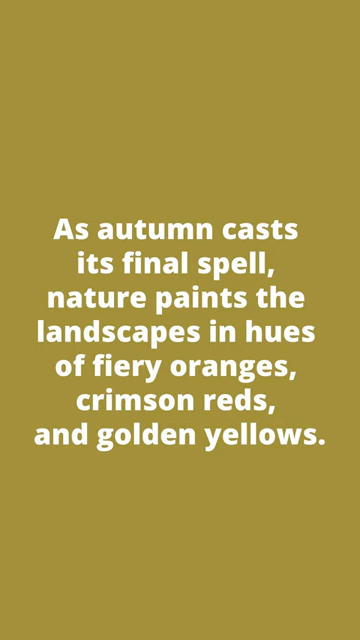 As autumn casts
its final spell,
nature paints the
landscapes in hues
of fiery oranges,
crimson reds,
and golden yellows.